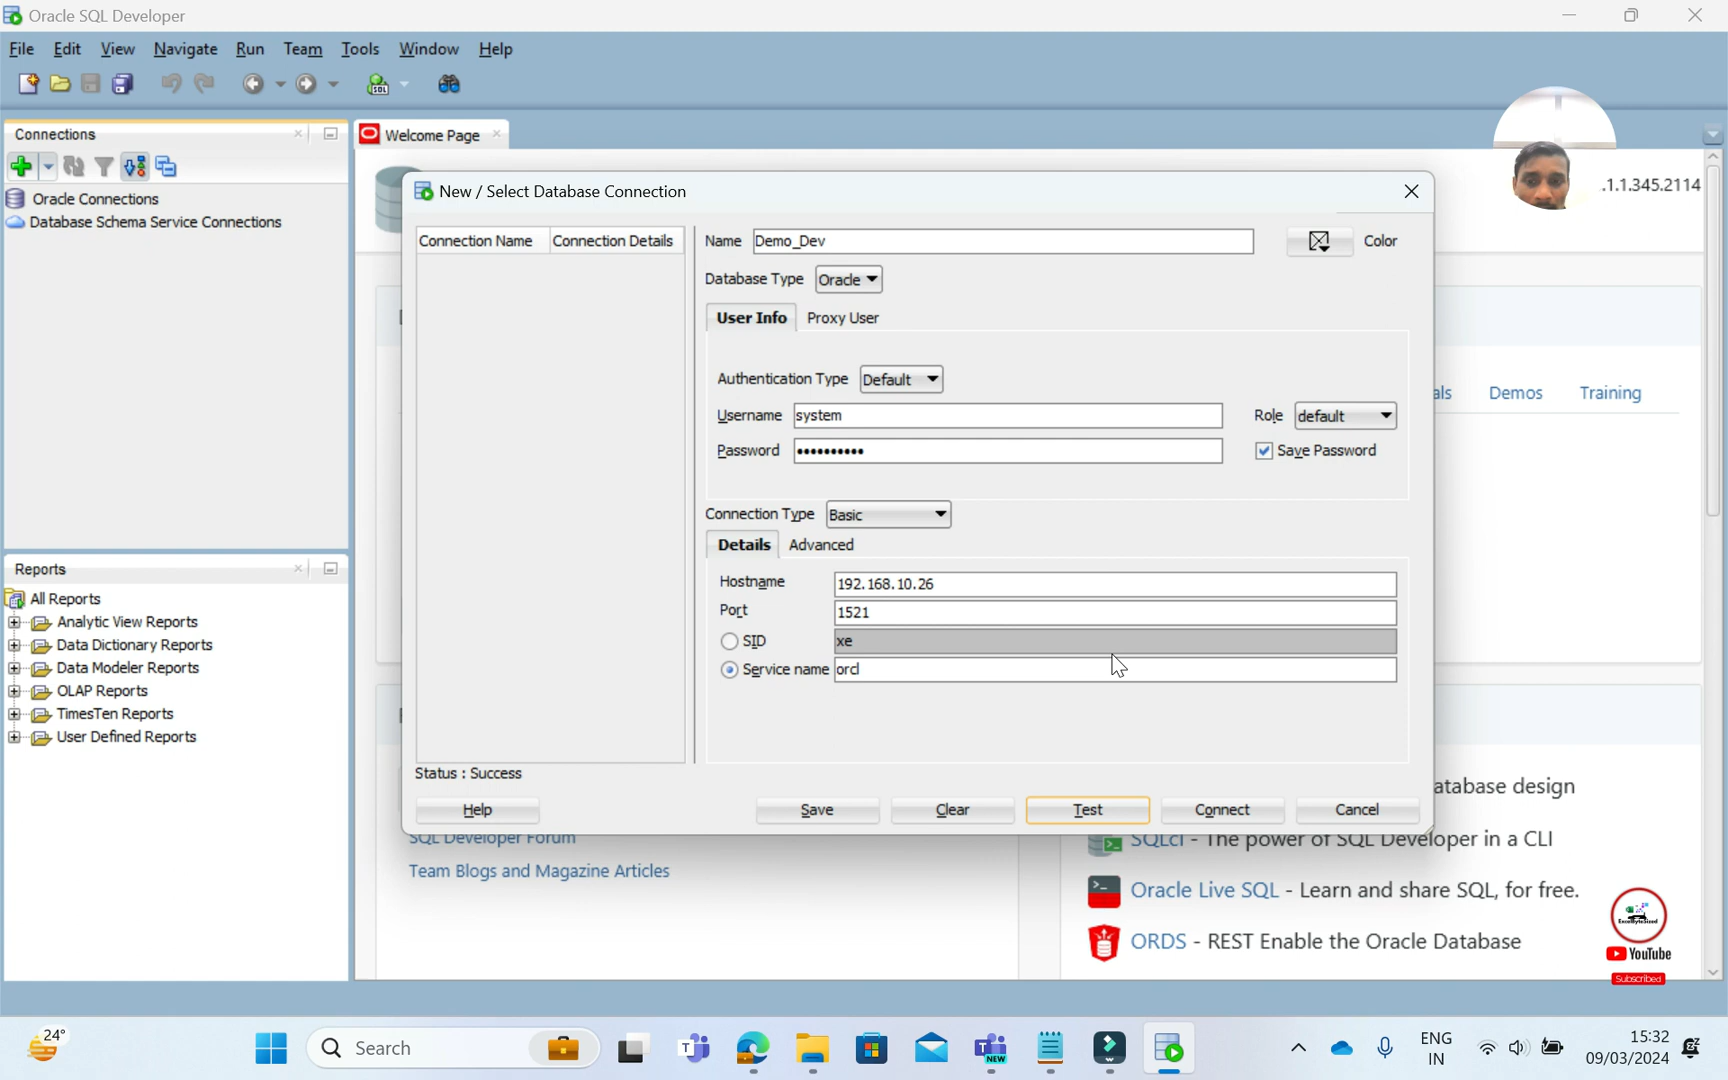 Oracle SQL Developer
File Edit View Navigate Run Team Tools Window Help
SQL
Connections
Welcome Page
Oracle Connections
Database Schema Service Connections
.1.1.345.2114
New / Select Database Connection
Connection Name Connection Details
Name Demo_Dev Color
Database Type Oracle
User Info Proxy User
Authentication Type Default
Username system Role default
Password •••••••••• Save Password
Connection Type Basic
Details Advanced
Hostname 192.168.10.26
Port 1521
SID xe
Service name orcl
Status : Success
Help Save Clear Test Connect Cancel
als Demos Training
Reports
All Reports
Analytic View Reports
Data Dictionary Reports
Data Modeler Reports
OLAP Reports
TimesTen Reports
User Defined Reports
atabase design
SQL Developer Forum
SQLcl - The power of SQL Developer in a CLI
Team Blogs and Magazine Articles
Oracle Live SQL - Learn and share SQL, for free.
ORDS - REST Enable the Oracle Database
ExcelByteSized
YouTube
Subscribed
24°
Search
NEW
ENG
IN
15:32
09/03/2024